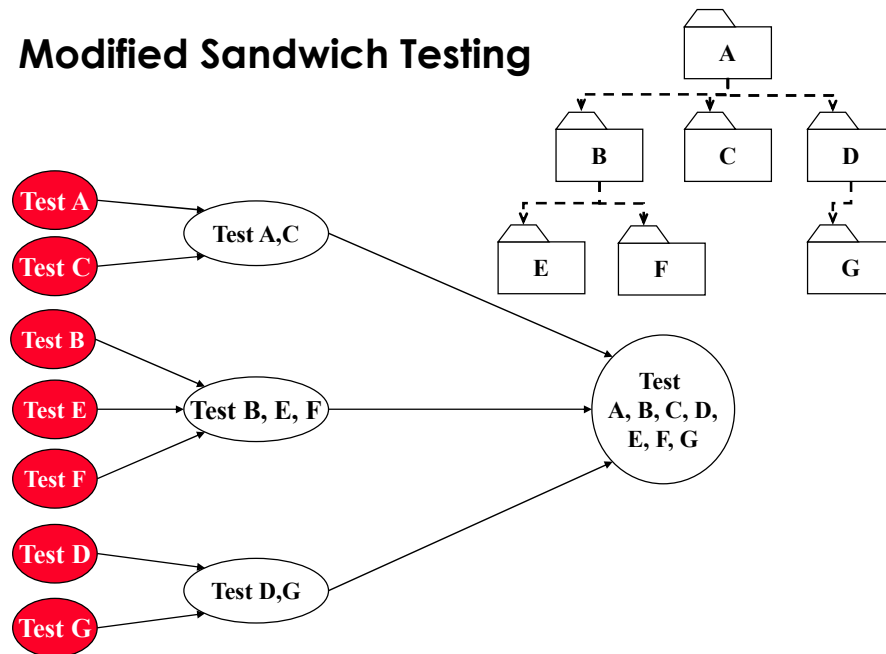 Modified Sandwich Testing
A
B
C
D
E
F
G
Test A
Test C
Test B
Test E
Test F
Test D
Test G
Test A,C
Test B, E, F
Test D,G
Test
A, B, C, D,
E, F, G